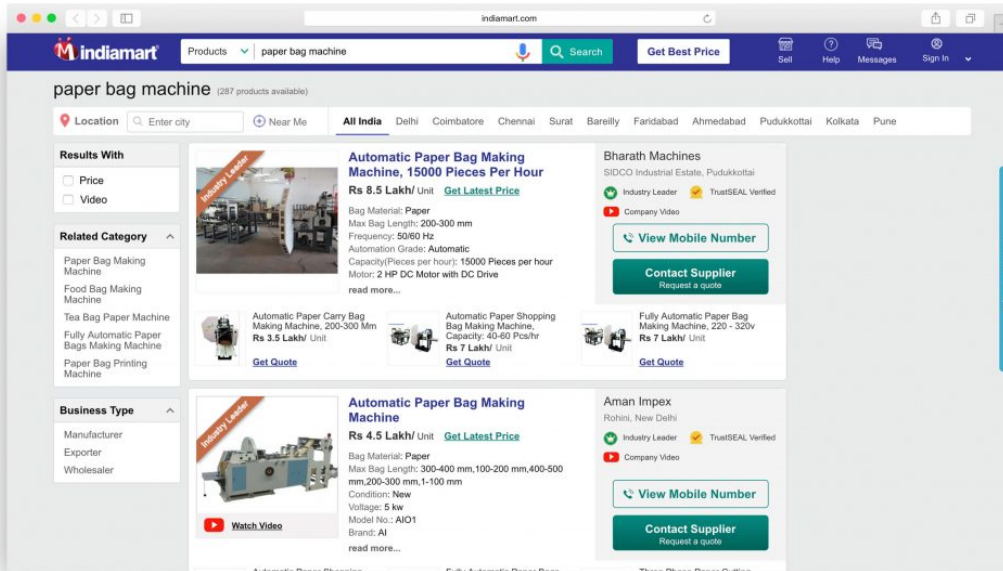 indiamart.com
indiamart
Products
paper bag machine
Search
Get Best Price
Sell
Help
Messages
Sign In
paper bag machine (287 products available)
Location
Enter city
Near Me
All India
Delhi
Coimbatore
Chennai
Surat
Bareilly
Faridabad
Ahmedabad
Pudukkottai
Kolkata
Pune
Results With
Price
Video
Related Category
Paper Bag Making
Machine
Food Bag Making
Machine
Tea Bag Paper Machine
Fully Automatic Paper
Bags Making Machine
Paper Bag Printing
Machine
Business Type
Manufacturer
Exporter
Wholesaler
Industry Leader
Automatic Paper Bag Making
Machine, 15000 Pieces Per Hour
Rs 8.5 Lakh/ Unit Get Latest Price
Bag Material: Paper
Max Bag Length: 200-300 mm
Frequency: 50/60 Hz
Automation Grade: Automatic
Capacity(Pieces per hour): 15000 Pieces per hour
Motor: 2 HP DC Motor with DC Drive
read more...
Bharath Machines
SIDCO Industrial Estate, Pudukkottai
Industry Leader
TrustSEAL Verified
Company Video
View Mobile Number
Contact Supplier
Request a quote
Automatic Paper Carry Bag
Making Machine, 200-300 Mm
Rs 3.5 Lakh/ Unit
Get Quote
Automatic Paper Shopping
Bag Making Machine,
Capacity: 40-60 Pcs/hr
Rs 7 Lakh/ Unit
Get Quote
Fully Automatic Paper Bag
Making Machine, 220 - 320v
Rs 7 Lakh/ Unit
Get Quote
Industry Leader
Watch Video
Automatic Paper Bag Making
Machine
Rs 4.5 Lakh/ Unit Get Latest Price
Bag Material: Paper
Max Bag Length: 300-400 mm,100-200 mm,400-500
mm,200-300 mm,1-100 mm
Condition: New
Voltage: 5 kw
Model No.: AIO1
Brand: AI
read more...
Aman Impex
Rohini, New Delhi
Industry Leader
TrustSEAL Verified
Company Video
View Mobile Number
Contact Supplier
Request a quote